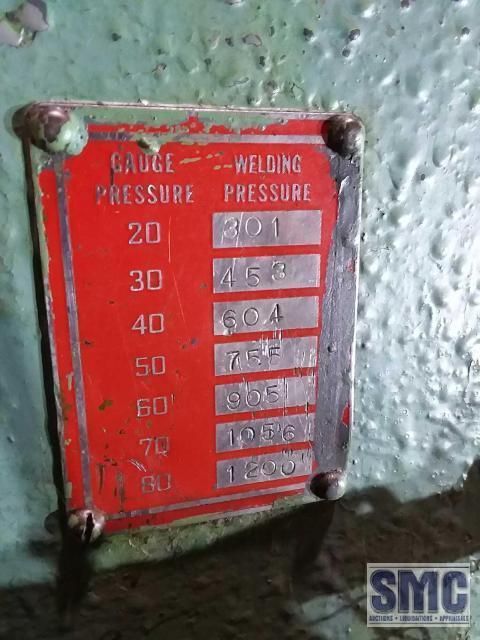 GAUGE WELDING
PRESSURE PRESSURE
20 301
30 453
40 604
50 755
60 905
70 1056
80 1200
SMC
AUCTIONS • LIQUIDATIONS • APPRAISALS